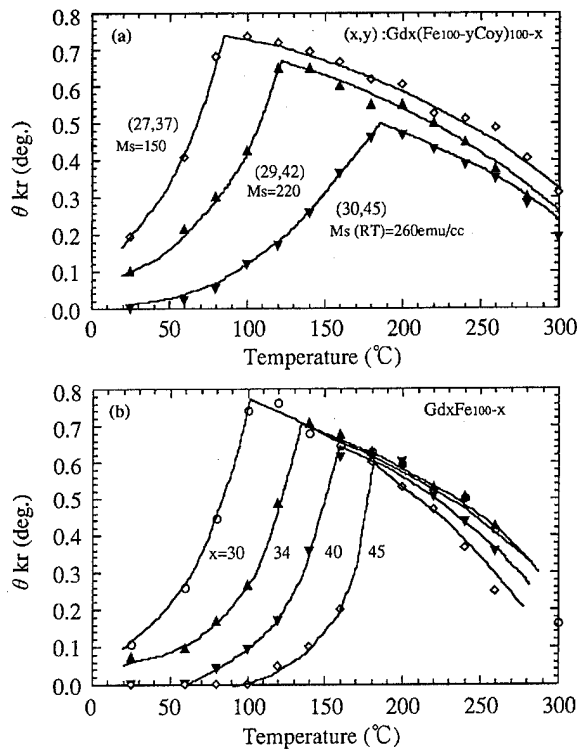 (a)
(x,y) :Gdx(Fe100-yCoy)100-x
0.8
0.7
0.6
0.5
0.4
0.3
0.2
0.1
0.0
θ kr (deg.)
(27,37)
Ms=150
(29,42)
Ms=220
(30,45)
Ms (RT)=260emu/cc
0 50 100 150 200 250 300
Temperature (℃)
(b)
GdxFe100-x
0.8
0.7
0.6
0.5
0.4
0.3
0.2
0.1
0.0
θ kr (deg.)
x=30 34 40 45
0 50 100 150 200 250 300
Temperature (℃)